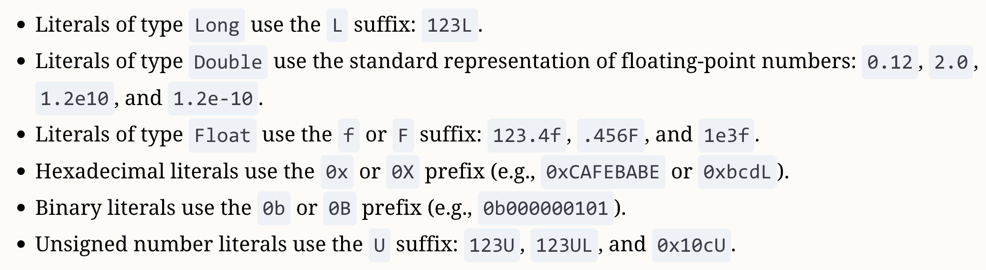 • Literals of type Long use the L suffix: 123L.
• Literals of type Double use the standard representation of floating-point numbers: 0.12, 2.0,
1.2e10, and 1.2e-10.
• Literals of type Float use the f or F suffix: 123.4f, .456F, and 1e3f.
• Hexadecimal literals use the 0x or 0X prefix (e.g., 0xCAFEBABE or 0xbcdL).
• Binary literals use the 0b or 0B prefix (e.g., 0b000000101).
• Unsigned number literals use the U suffix: 123U, 123UL, and 0x10cU.